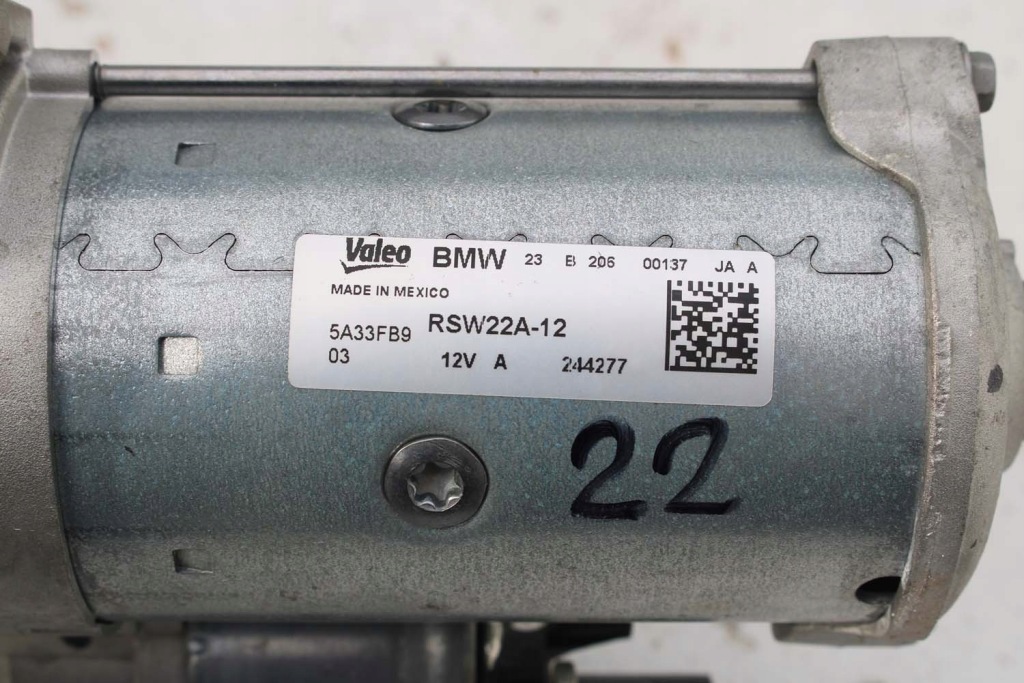 Valeo BMW 23 B 206 00137 JA A
MADE IN MEXICO
5A33FB9 RSW22A-12
03 12V A 244277
22